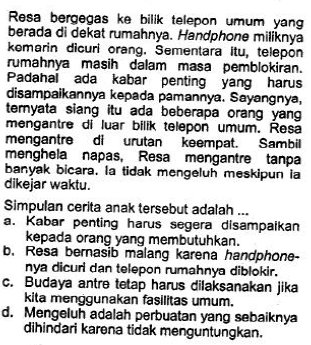 Resa bergegas ke bilik telepon umum yang
berada di dekat rumahnya. Handphone miliknya
kemarin dicuri orang. Sementara itu, telepon
rumahnya masih dalam masa pemblokiran.
Padahal ada kabar penting yang harus
disampaikannya kepada pamannya. Sayangnya,
ternyata siang itu ada beberapa orang yang
mengantre di luar bilik telepon umum. Resa
mengantre di urutan keempat. Sambil
menghela napas, Resa mengantre tanpa
banyak bicara. Ia tidak mengeluh meskipun ia
dikejar waktu.
Simpulan cerita anak tersebut adalah ...
a. Kabar penting harus segera disampaikan
kepada orang yang membutuhkan.
b. Resa bernasib malang karena handphone-
nya dicuri dan telepon rumahnya diblokir.
c. Budaya antre tetap harus dilaksanakan jika
kita menggunakan fasilitas umum.
d. Mengeluh adalah perbuatan yang sebaiknya
dihindari karena tidak menguntungkan.